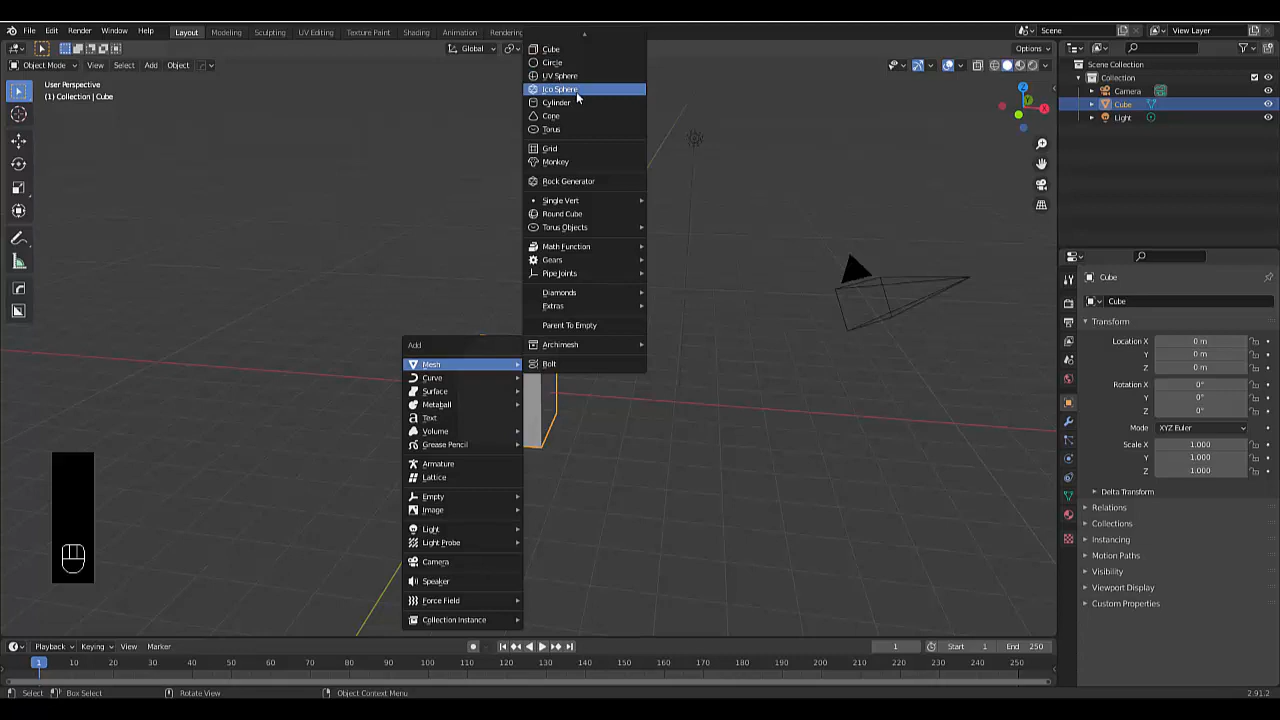 File Edit Render Window Help Layout Modeling Sculpting UV Editing Texture Paint Shading Animation Rendering Scene View Layer
Global Options
Object Mode View Select Add Object
User Perspective
(1) Collection | Cube
Cube
Circle
UV Sphere
Ico Sphere
Cylinder
Cone
Torus
Grid
Monkey
Rock Generator
Single Vert
Round Cube
Torus Objects
Math Function
Gears
Pipe Joints
Diamonds
Extras
Parent To Empty
Archimesh
Bolt
Add
Mesh
Curve
Surface
Metaball
Text
Volume
Grease Pencil
Armature
Lattice
Empty
Image
Light
Light Probe
Camera
Speaker
Force Field
Collection Instance
Z
Y
X
Scene Collection
Collection
Camera
Cube
Light
Cube
Cube
Transform
Location X 0 m
Y 0 m
Z 0 m
Rotation X 0°
Y 0°
Z 0°
Mode XYZ Euler
Scale X 1.000
Y 1.000
Z 1.000
Delta Transform
Relations
Collections
Instancing
Motion Paths
Visibility
Viewport Display
Custom Properties
Playback Keying View Marker 1 Start 1 End 250
1 10 20 30 40 50 60 70 80 90 100 110 120 130 140 150 160 170 180 190 200 210 220 230 240 250
Select Box Select Rotate View Object Context Menu 2.91.2